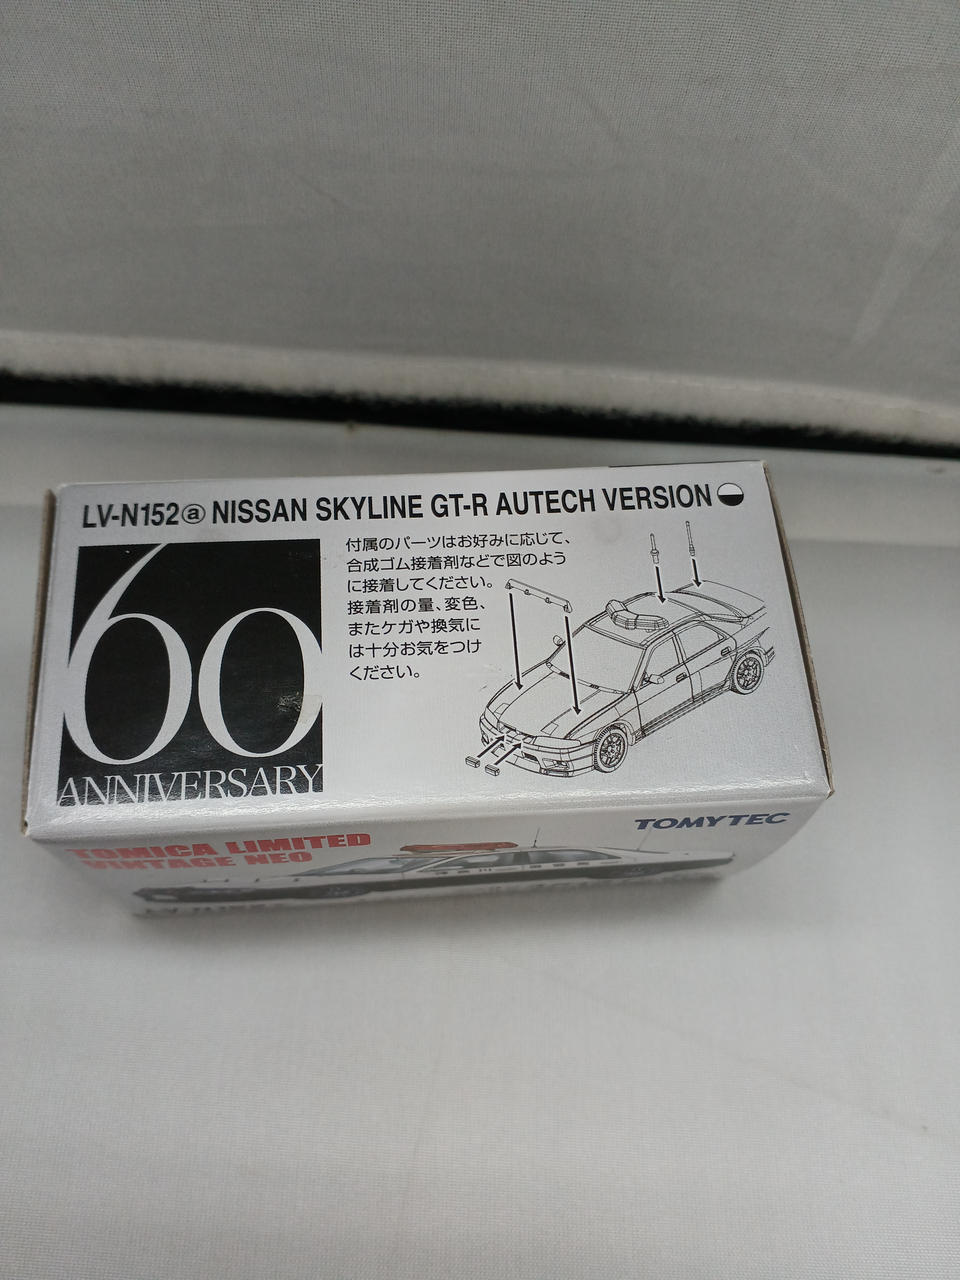 LV-N152ⓐ NISSAN SKYLINE GT-R AUTECH VERSION
60
ANNIVERSARY
付属のパーツはお好みに応じて、
合成ゴム接着剤などで図のよう
に接着してください。
接着剤の量、変色、
またケガや換気に
は十分お気をつけ
ください。
TOMICA LIMITED
VINTAGE NEO
TOMYTEC
神奈川